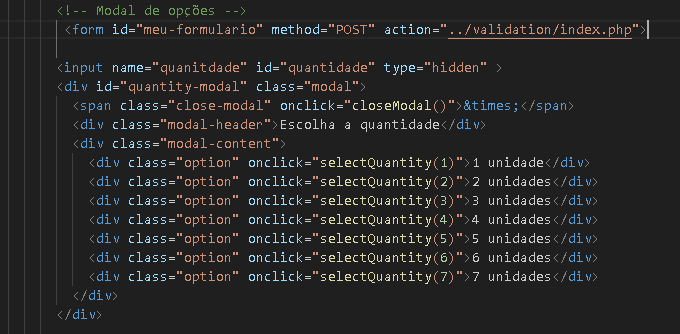 <!-- Modal de opções -->
<form id="meu-formulario" method="POST" action="../validation/index.php">
<input name="quanitdade" id="quantidade" type="hidden" >
<div id="quantity-modal" class="modal">
<span class="close-modal" onclick="closeModal()">&times;</span>
<div class="modal-header">Escolha a quantidade</div>
<div class="modal-content">
<div class="option" onclick="selectQuantity(1)">1 unidade</div>
<div class="option" onclick="selectQuantity(2)">2 unidades</div>
<div class="option" onclick="selectQuantity(3)">3 unidades</div>
<div class="option" onclick="selectQuantity(4)">4 unidades</div>
<div class="option" onclick="selectQuantity(5)">5 unidades</div>
<div class="option" onclick="selectQuantity(6)">6 unidades</div>
<div class="option" onclick="selectQuantity(7)">7 unidades</div>
</div>
</div>